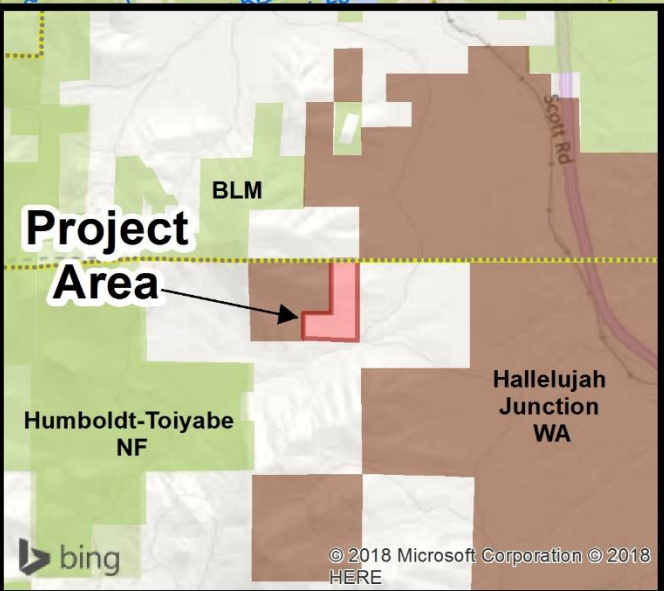 Scott Rd
BLM
Project
Area
Hallelujah
Junction
WA
Humboldt-Toiyabe
NF
bing
© 2018 Microsoft Corporation © 2018
HERE